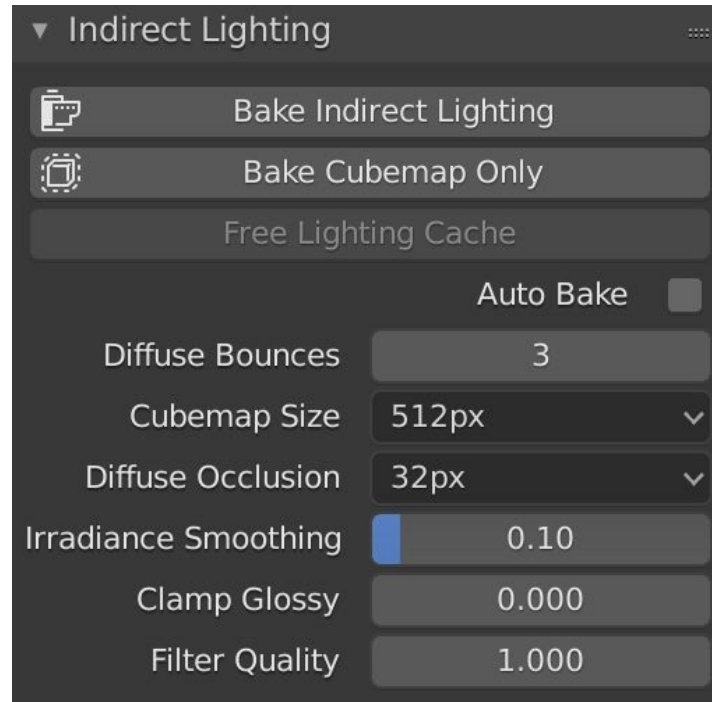 Indirect Lighting
Bake Indirect Lighting
Bake Cubemap Only
Free Lighting Cache
Auto Bake
Diffuse Bounces 3
Cubemap Size 512px
Diffuse Occlusion 32px
Irradiance Smoothing 0.10
Clamp Glossy 0.000
Filter Quality 1.000